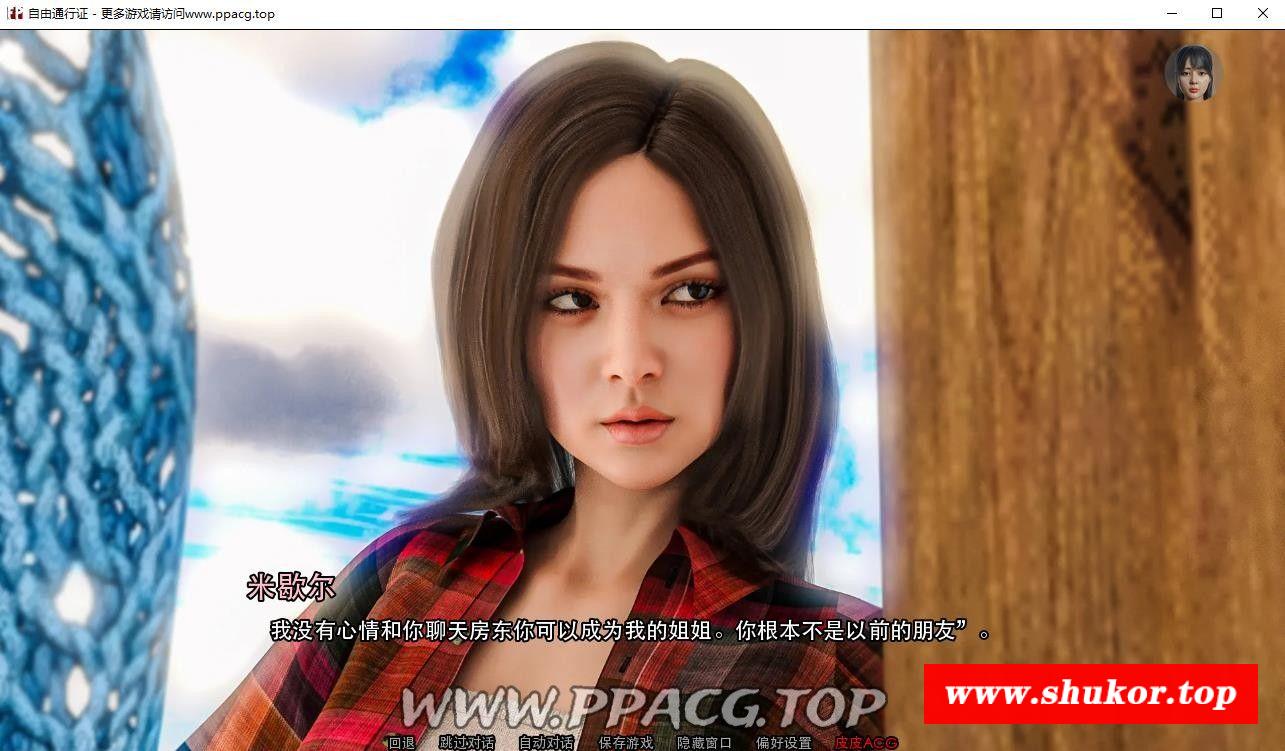 自由通行证 - 更多游戏请访问www.ppacg.top
米歇尔
我没有心情和你聊天房东你可以成为我的姐姐。你根本不是以前的朋友”。
www.shukor.top
WWW.PPACG.TOP
回退 跳过对话 自动对话 保存游戏 隐藏窗口 偏好设置 皮皮ACG